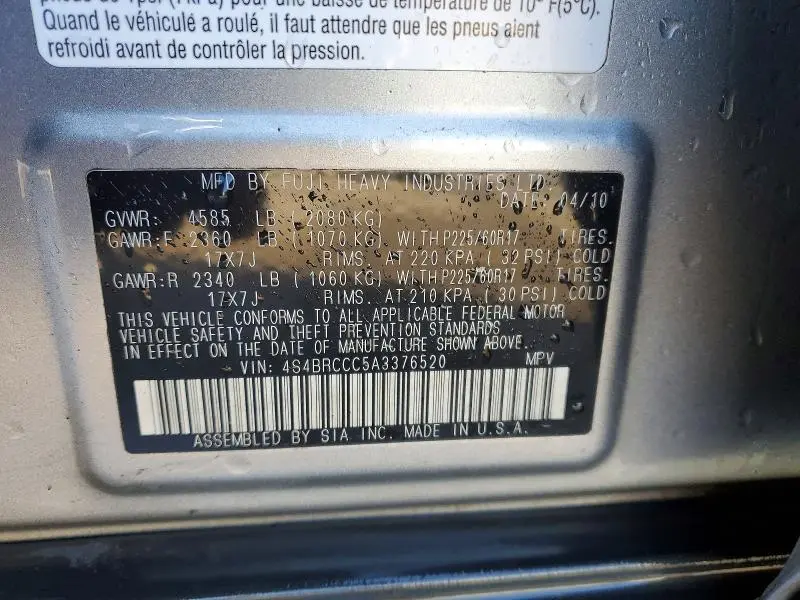 refroidi avant de contrôler la pression.
Quand le véhicule a roulé, il faut attendre que les pneus aient
MFD BY FUJI HEAVY INDUSTRIES LTD.
DATE: 04/10
GVWR: 4585 LB ( 2080 KG)
GAWR:F 2360 LB ( 1070 KG) WITH P225/60R17 TIRES.
17X7J RIMS. AT 220 KPA ( 32 PSI) COLD
GAWR:R 2340 LB ( 1060 KG) WITH P225/60R17 TIRES.
17X7J RIMS. AT 210 KPA ( 30 PSI) COLD
THIS VEHICLE CONFORMS TO ALL APPLICABLE FEDERAL MOTOR
VEHICLE SAFETY AND THEFT PREVENTION STANDARDS
IN EFFECT ON THE DATE OF MANUFACTURE SHOWN ABOVE.
VIN: 4S4BRCCC5A3376520 MPV
ASSEMBLED BY SIA INC. MADE IN U.S.A.